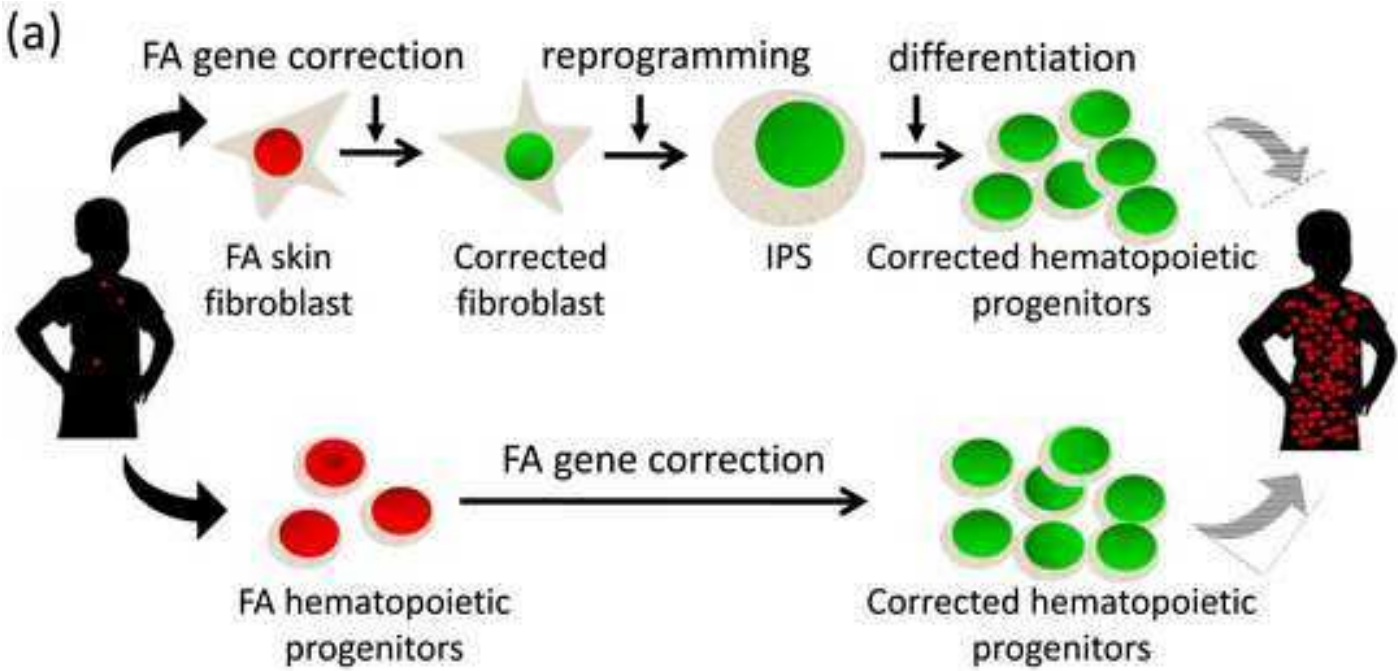 (a)
FA gene correction
reprogramming
differentiation
FA skin
fibroblast
Corrected
fibroblast
IPS
Corrected hematopoietic
progenitors
FA gene correction
FA hematopoietic
progenitors
Corrected hematopoietic
progenitors